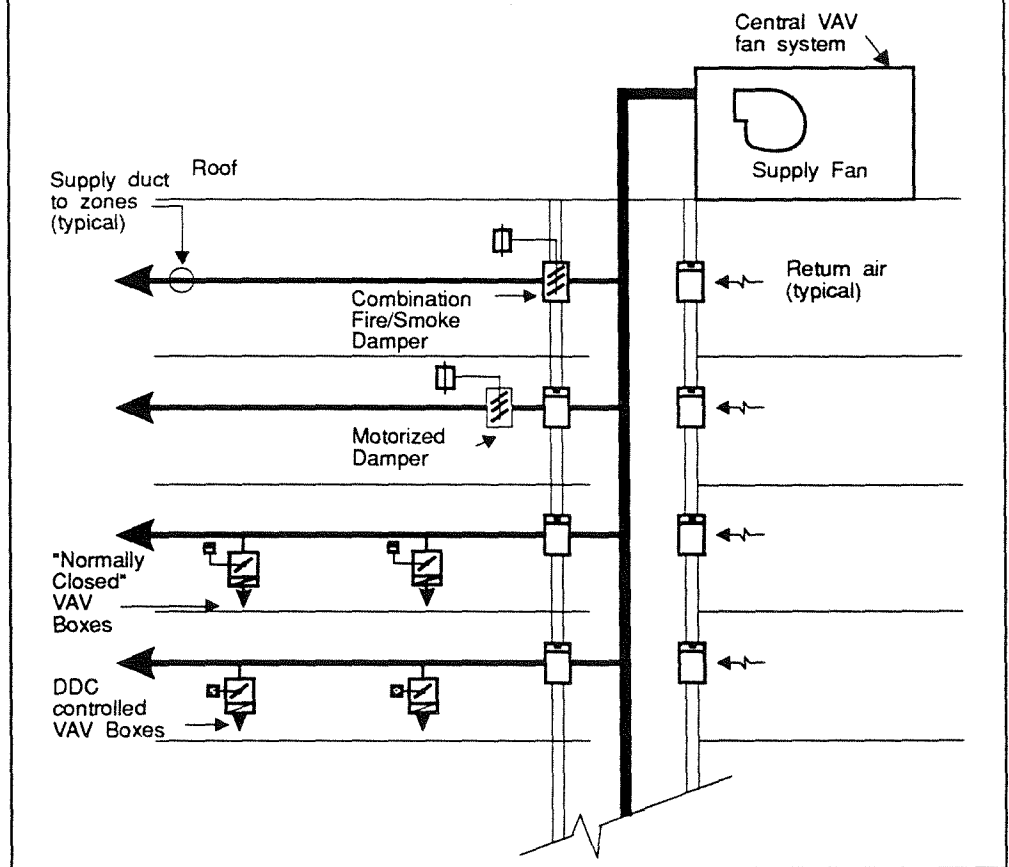 Central VAV
fan system
Supply Fan
Roof
Supply duct
to zones
(typical)
Return air
(typical)
Combination
Fire/Smoke
Damper
Motorized
Damper
"Normally
Closed"
VAV
Boxes
DDC
controlled
VAV Boxes